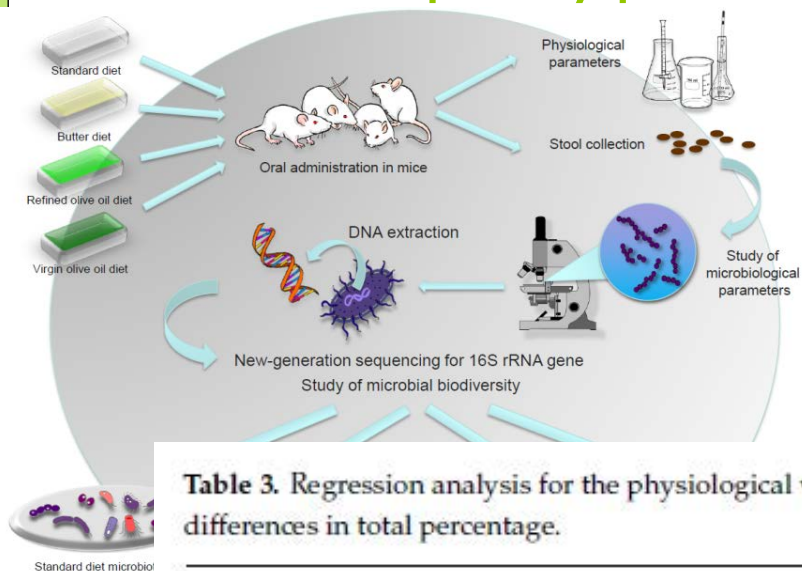 Standard diet
Butter diet
Refined olive oil diet
Virgin olive oil diet
Oral administration in mice
Physiological
parameters
Stool collection
Study of
microbiological
parameters
DNA extraction
New-generation sequencing for 16S rRNA gene
Study of microbial biodiversity
Standard diet
Table 3. Regression analysis for the physiological
differences in total percentage.